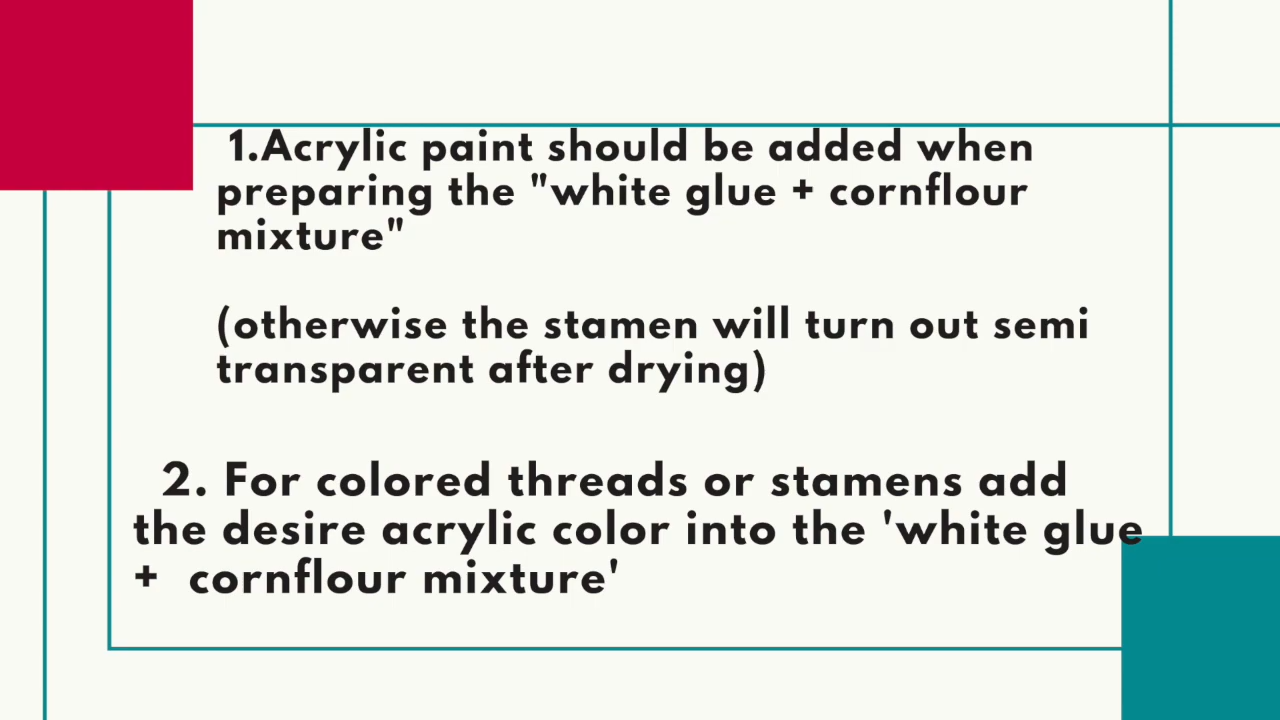 1.Acrylic paint should be added when
preparing the "white glue + cornflour
mixture"
(otherwise the stamen will turn out semi
transparent after drying)
2. For colored threads or stamens add
the desire acrylic color into the 'white glue
+ cornflour mixture'